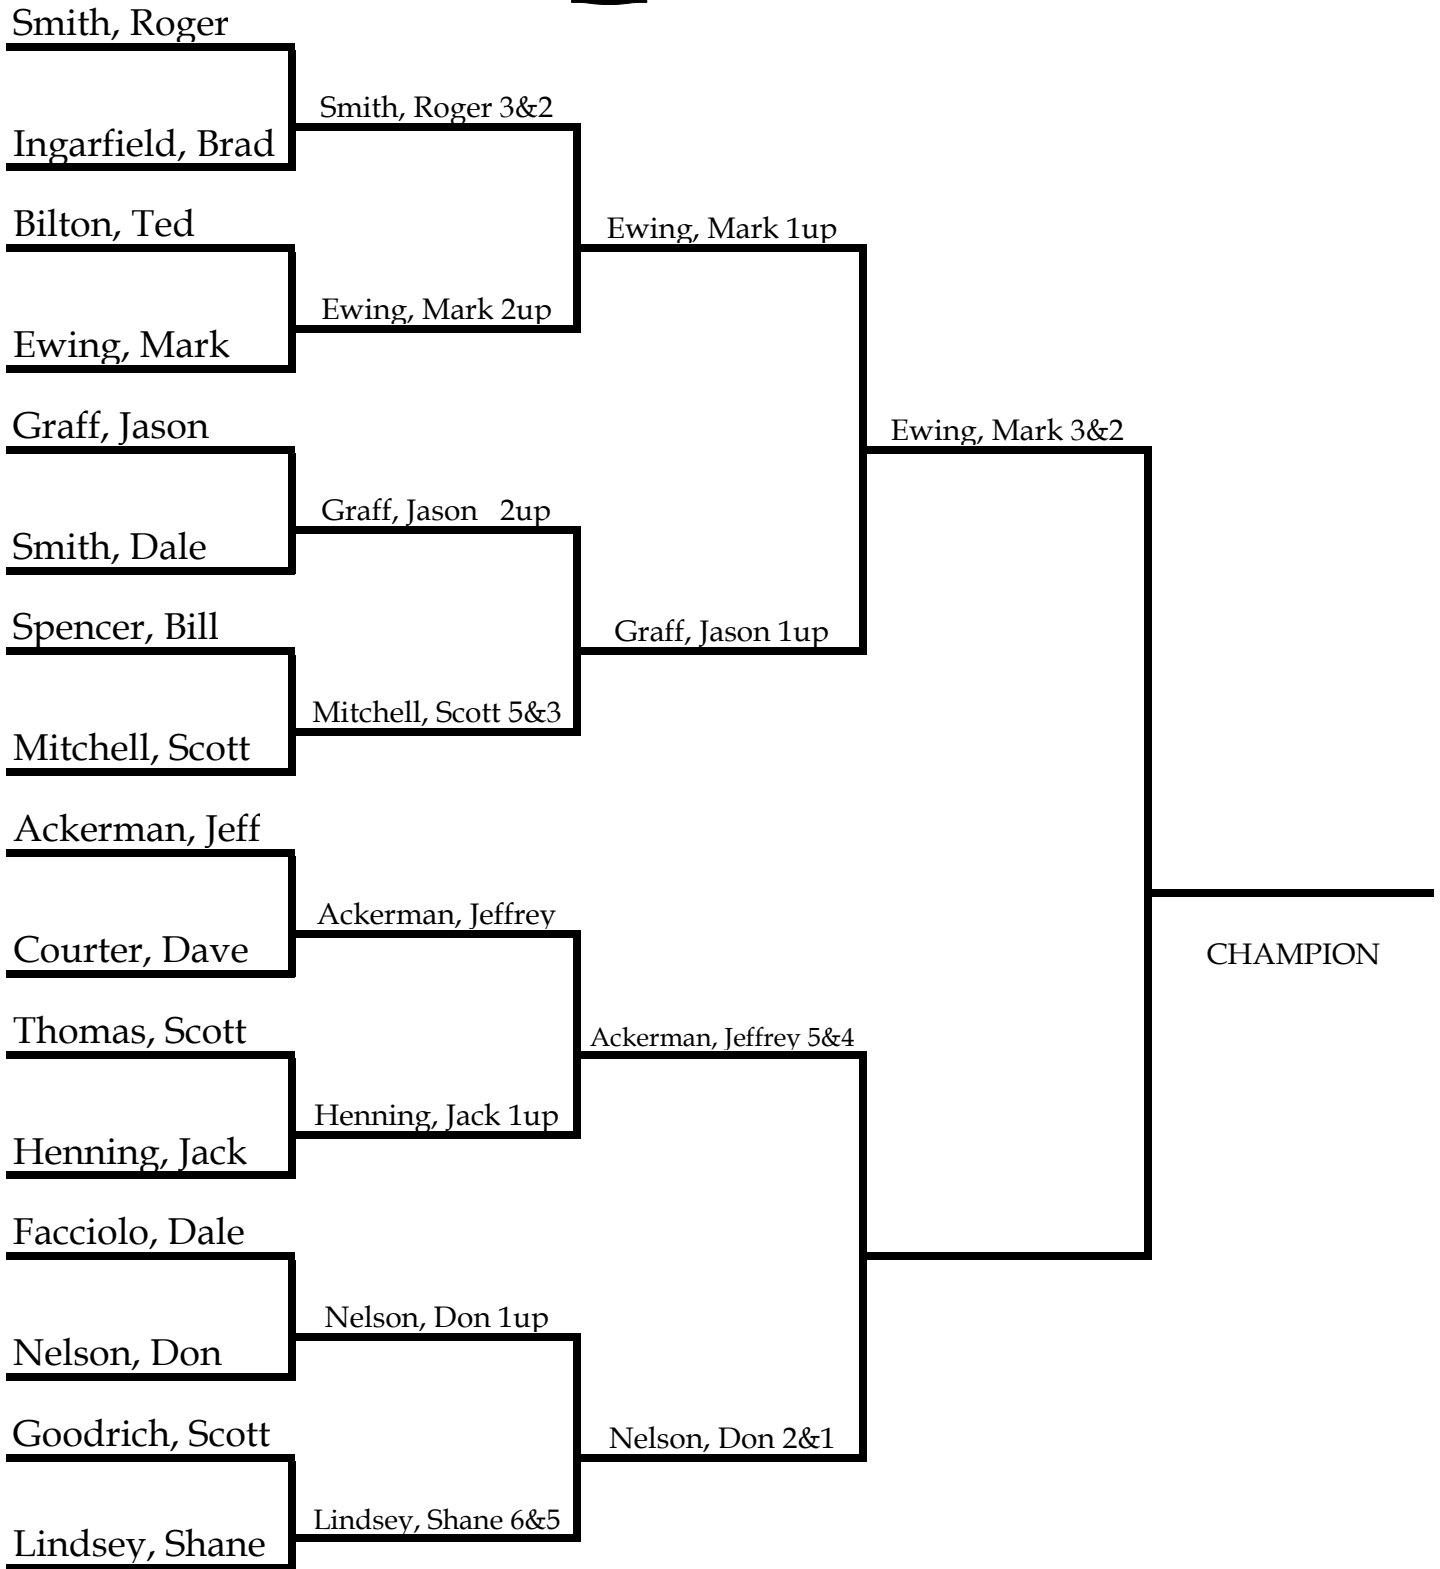 Smith, Roger
Smith, Roger 3&2
Ingarfield, Brad
Bilton, Ted
Ewing, Mark 1up
Ewing, Mark 2up
Ewing, Mark
Graff, Jason
Ewing, Mark 3&2
Graff, Jason 2up
Smith, Dale
Spencer, Bill
Graff, Jason 1up
Mitchell, Scott 5&3
Mitchell, Scott
Ackerman, Jeff
Ackerman, Jeffrey
Courter, Dave
CHAMPION
Thomas, Scott
Ackerman, Jeffrey 5&4
Henning, Jack 1up
Henning, Jack
Facciolo, Dale
Nelson, Don 1up
Nelson, Don
Goodrich, Scott
Nelson, Don 2&1
Lindsey, Shane 6&5
Lindsey, Shane